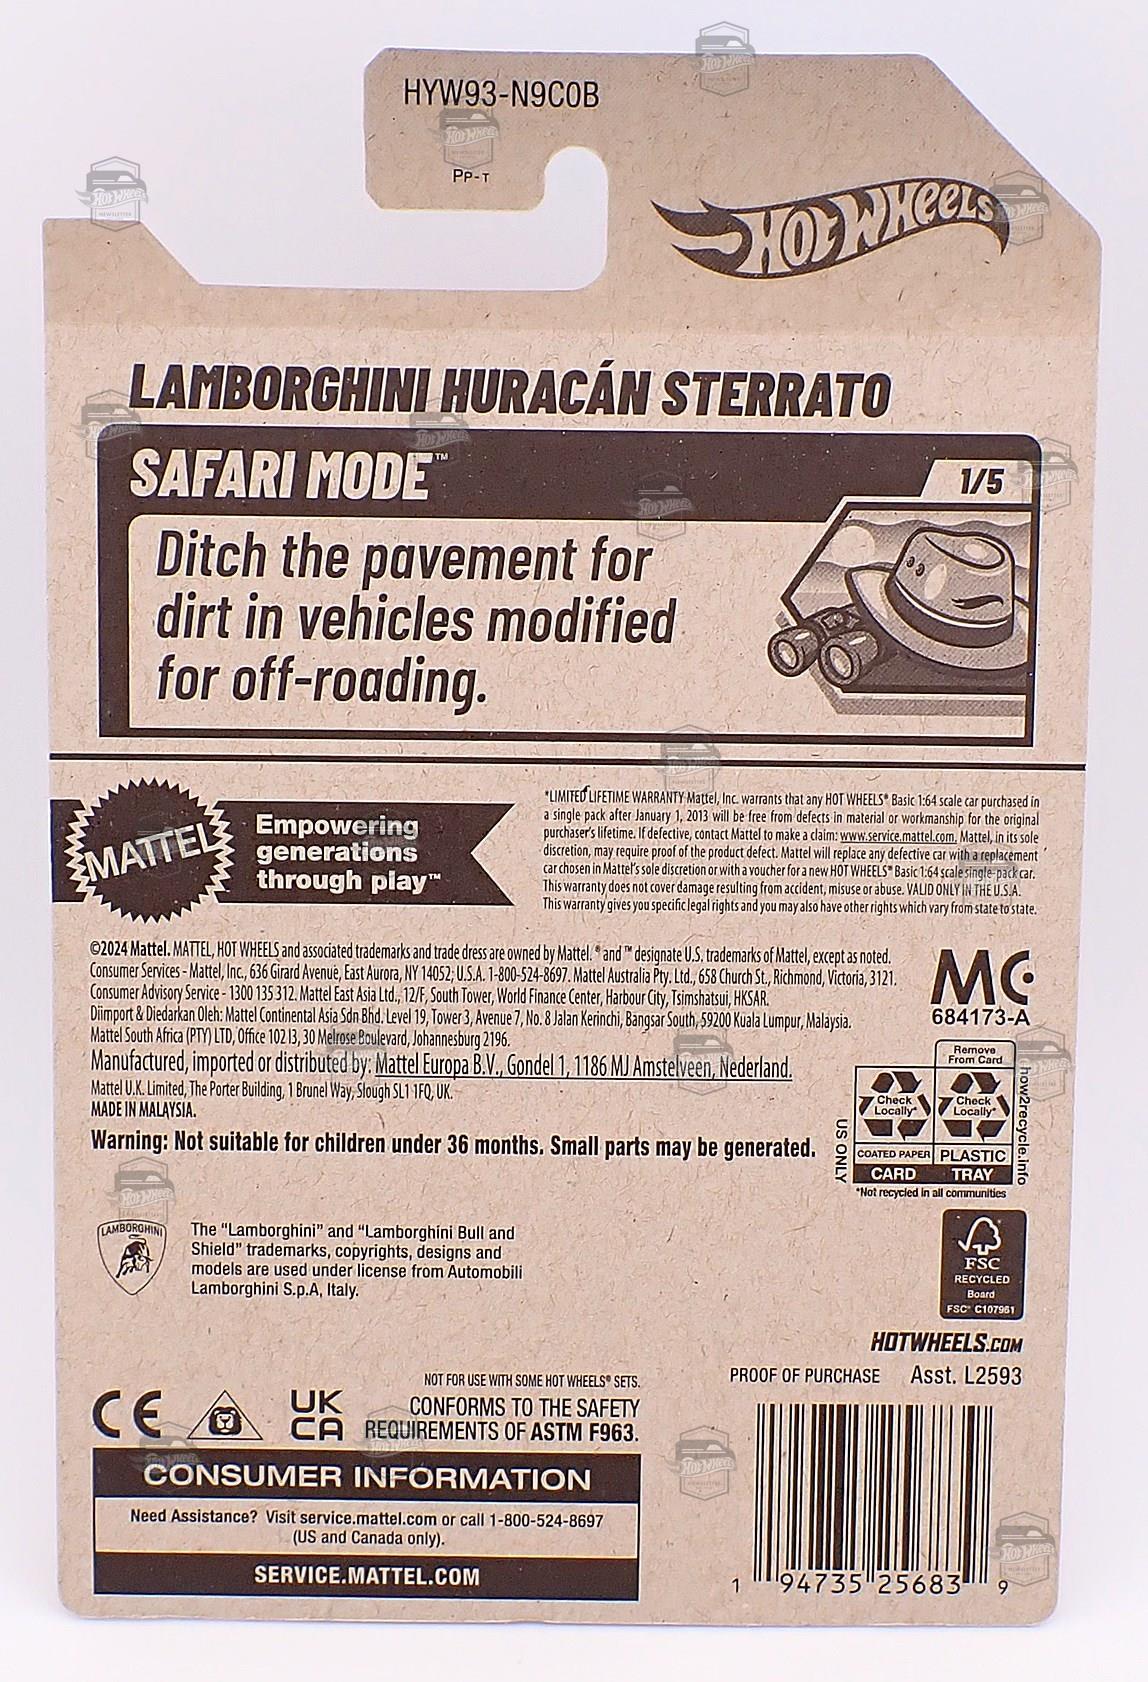 HYW93-N9C0B
PP-T
HOT WHEELS
LAMBORGHINI HURACÁN STERRATO
SAFARI MODE™
1/5
Ditch the pavement for
dirt in vehicles modified
for off-roading.
MATTEL
Empowering
generations
through play™
*LIMITED LIFETIME WARRANTY Mattel, Inc. warrants that any HOT WHEELS® Basic 1:64 scale car purchased in
a single pack after January 1, 2013 will be free from defects in material or workmanship for the original
purchaser's lifetime. If defective, contact Mattel to make a claim: www.service.mattel.com, Mattel, in its sole
discretion, may require proof of the product defect. Mattel will replace any defective car with a replacement
car chosen in Mattel's sole discretion or with a voucher for a new HOT WHEELS® Basic 1:64 scale single-pack car.
This warranty does not cover damage resulting from accident, misuse or abuse. VALID ONLY IN THE U.S.A.
This warranty gives you specific legal rights and you may also have other rights which vary from state to state.
©2024 Mattel. MATTEL, HOT WHEELS and associated trademarks and trade dress are owned by Mattel. ® and ™ designate U.S. trademarks of Mattel, except as noted.
Consumer Services - Mattel, Inc., 636 Girard Avenue, East Aurora, NY 14052; U.S.A. 1-800-524-8697. Mattel Australia Pty. Ltd., 658 Church St., Richmond, Victoria, 3121.
Consumer Advisory Service - 1300 135 312. Mattel East Asia Ltd., 12/F, South Tower, World Finance Center, Harbour City, Tsimshatsui, HKSAR.
Diimport & Diedarkan Oleh: Mattel Continental Asia Sdn Bhd. Level 19, Tower 3, Avenue 7, No. 8 Jalan Kerinchi, Bangsar South, 59200 Kuala Lumpur, Malaysia.
Mattel South Africa (PTY) LTD, Office 102 13, 30 Melrose Boulevard, Johannesburg 2196.
Manufactured, imported or distributed by: Mattel Europa B.V., Gondel 1, 1186 MJ Amstelveen, Nederland.
Mattel U.K. Limited, The Porter Building, 1 Brunel Way, Slough SL1 1FQ, UK.
MADE IN MALAYSIA.
Warning: Not suitable for children under 36 months. Small parts may be generated.
MC
684173-A
Remove
From Card
Check
Locally*
Check
Locally*
COATED PAPER
PLASTIC
CARD
TRAY
US ONLY
how2recycle.info
*Not recycled in all communities
LAMBORGHINI
The "Lamborghini" and "Lamborghini Bull and
Shield" trademarks, copyrights, designs and
models are used under license from Automobili
Lamborghini S.p.A, Italy.
FSC
RECYCLED
Board
FSC® C107961
HOTWHEELS.COM
PROOF OF PURCHASE
Asst. L2593
NOT FOR USE WITH SOME HOT WHEELS® SETS.
CE
UK
CA
CONFORMS TO THE SAFETY
REQUIREMENTS OF ASTM F963.
CONSUMER INFORMATION
Need Assistance? Visit service.mattel.com or call 1-800-524-8697
(US and Canada only).
SERVICE.MATTEL.COM
1 94735 25683 9